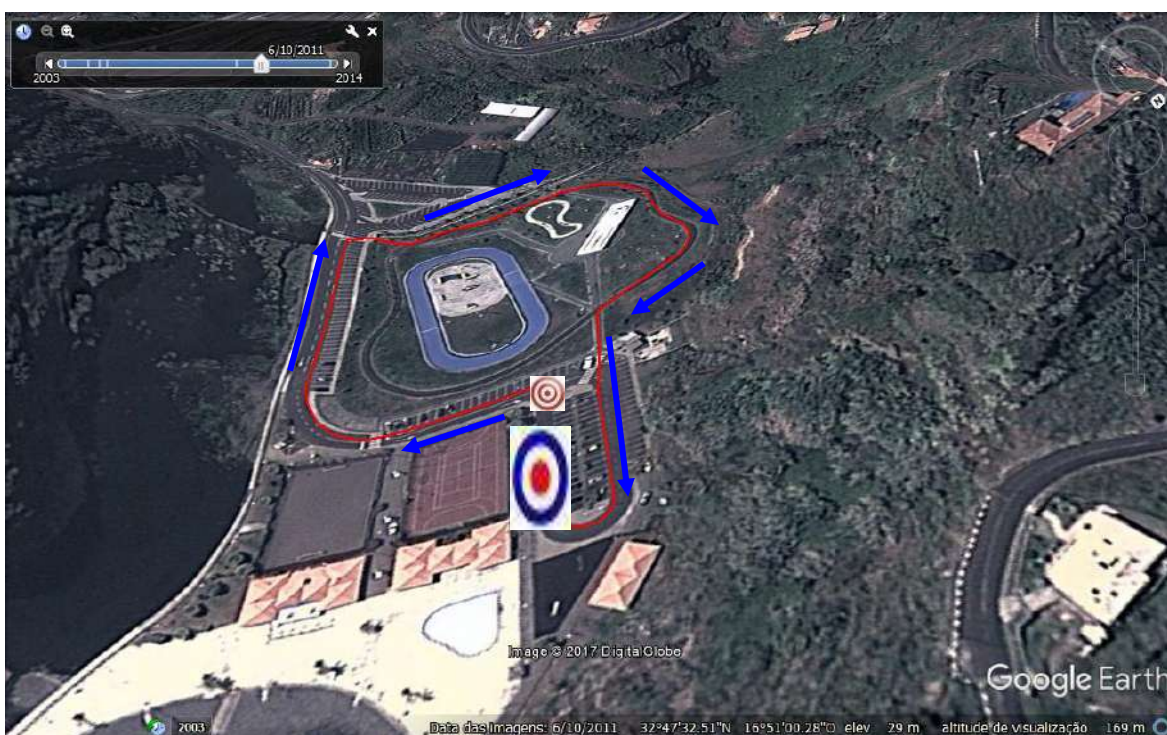 6/10/2011
2003
2014
N
Image © 2017 DigitalGlobe
Google Earth
2003
Data das imagens: 6/10/2011 32°47'32.51"N 16°51'00.28"O elev 29 m altitude de visualização 169 m